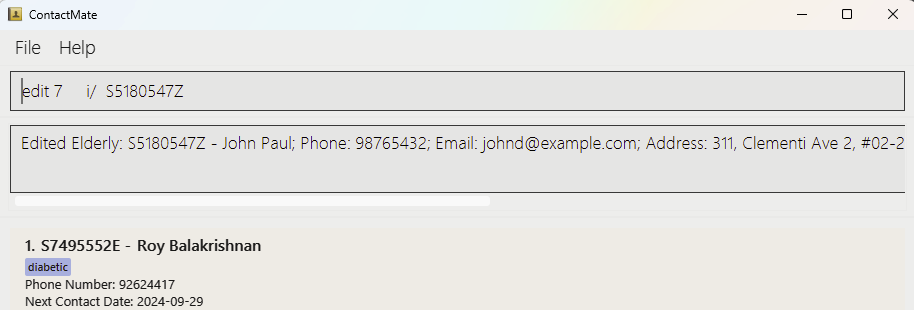 ContactMate
File Help
edit 7 i/ S5180547Z
Edited Elderly: S5180547Z - John Paul; Phone: 98765432; Email: johnd@example.com; Address: 311, Clementi Ave 2, #02-2
1. S7495552E - Roy Balakrishnan
diabetic
Phone Number: 92624417
Next Contact Date: 2024-09-29